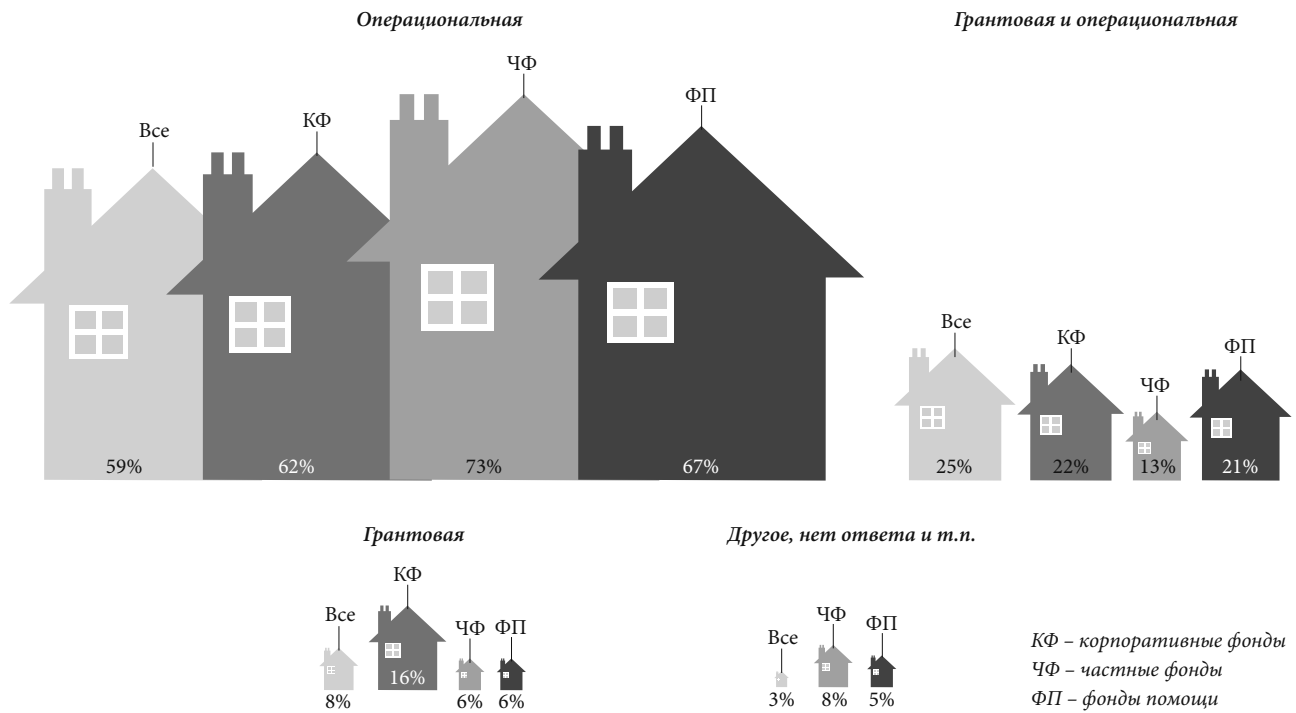 Операциональная
Грантовая и операциональная
Все
КФ
ЧФ
ФП
59%
62%
73%
67%
Все
КФ
ЧФ
ФП
25%
22%
13%
21%
Грантовая
Все
КФ
ЧФ
ФП
8%
16%
6%
6%
Другое, нет ответа и т.п.
Все
ЧФ
ФП
3%
8%
5%
КФ – корпоративные фонды
ЧФ – частные фонды
ФП – фонды помощи